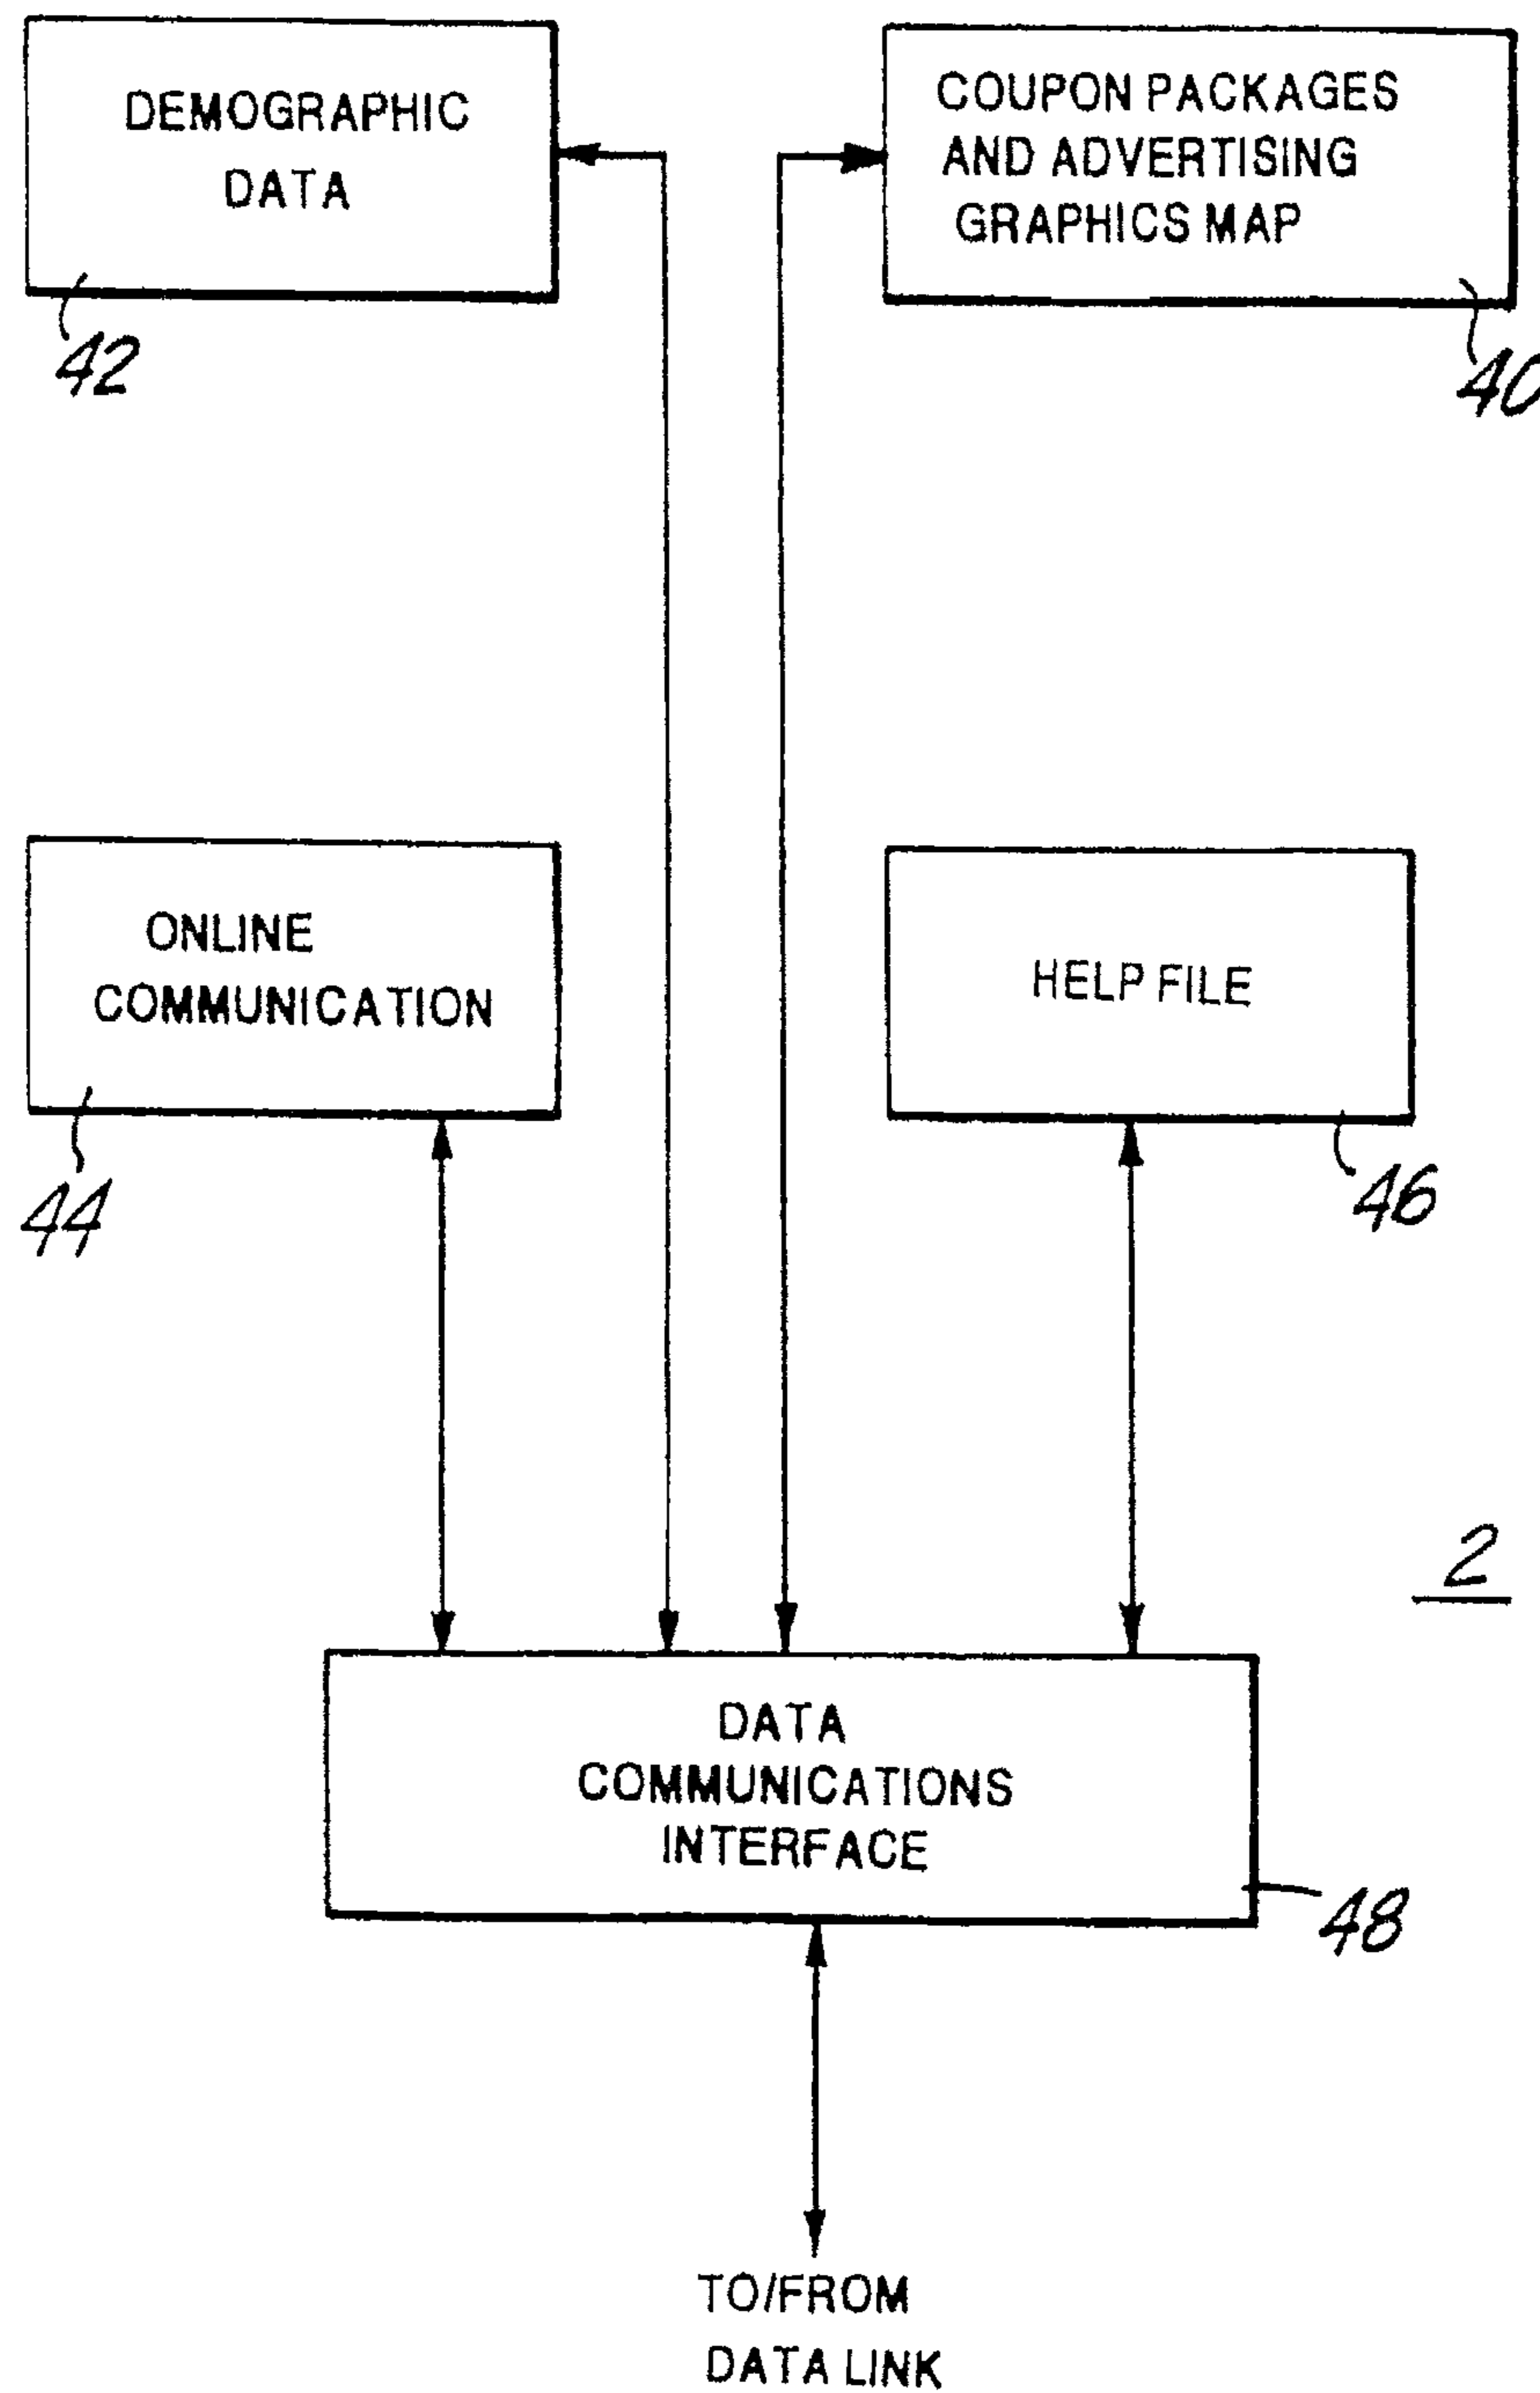 DEMOGRAPHIC
DATA
42
COUPON PACKAGES
AND ADVERTISING
GRAPHICS MAP
40
ONLINE
COMMUNICATION
44
HELP FILE
46
2
DATA
COMMUNICATIONS
INTERFACE
48
TO/FROM
DATA LINK